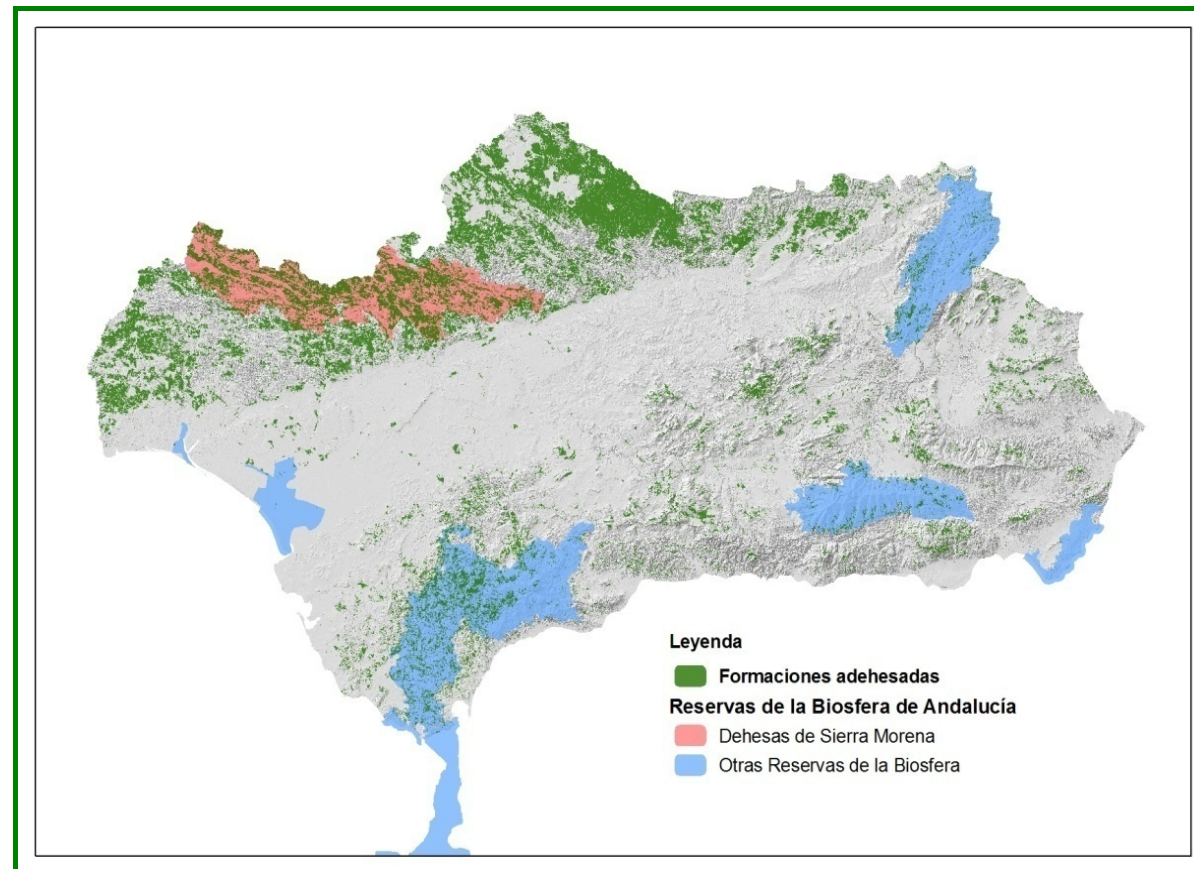 Leyenda
Formaciones adehesadas
Reservas de la Biosfera de Andalucía
Dehesas de Sierra Morena
Otras Reservas de la Biosfera